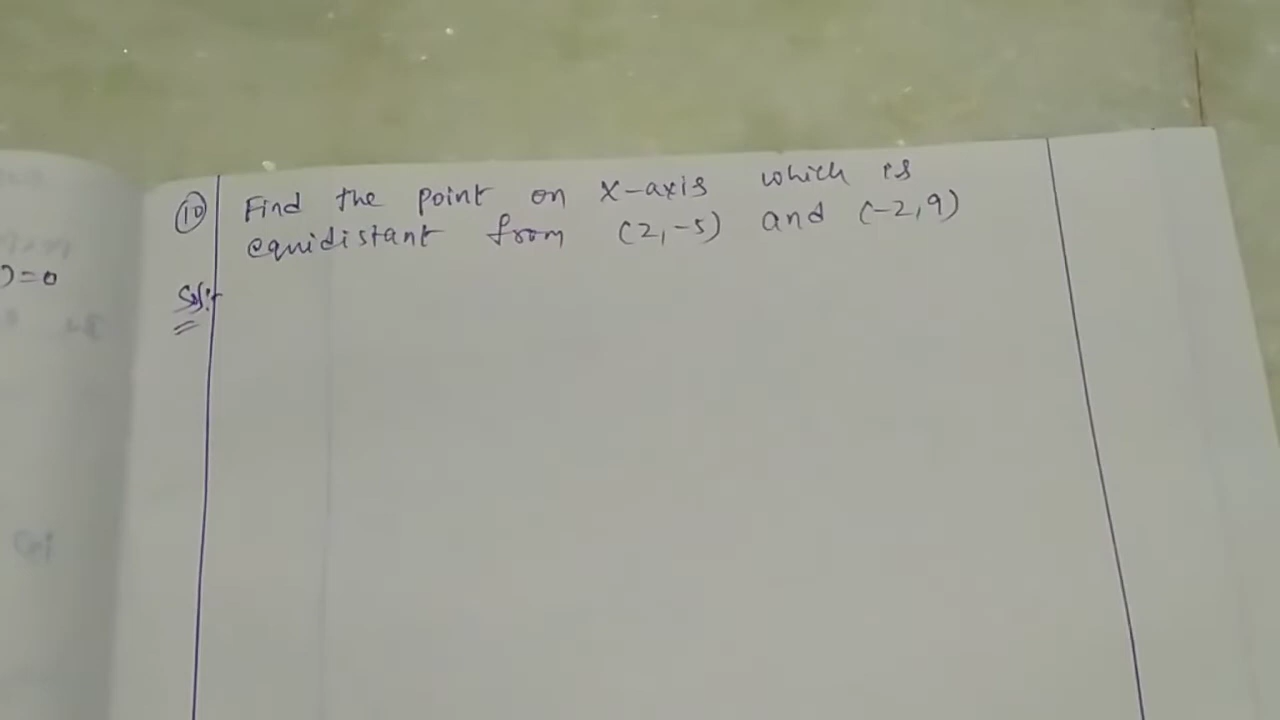 10 Find the point on x-axis which is
equidistant from (2,-5) and (-2,9)
Sol:-
)=0